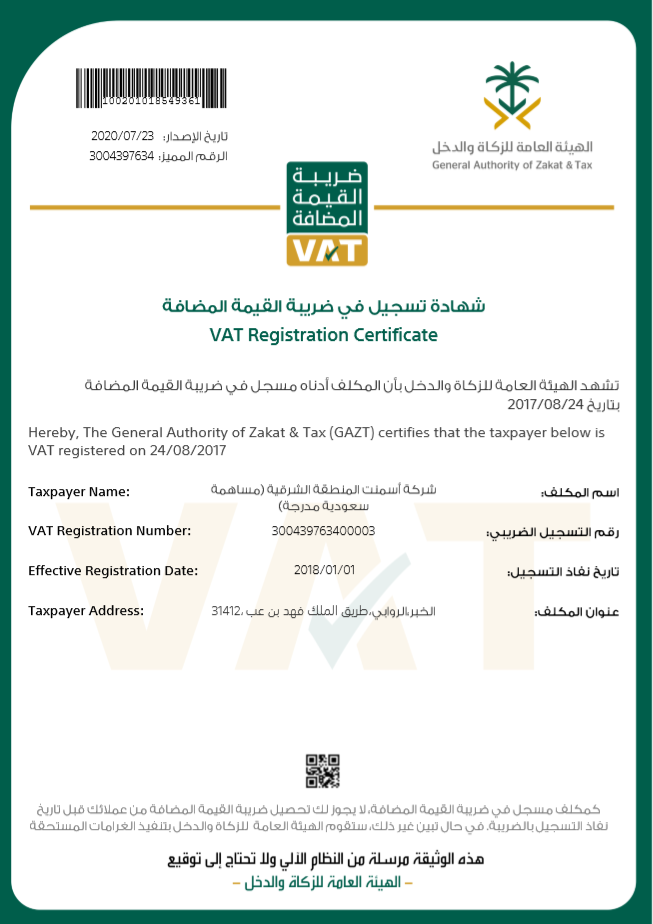 100201018549361
تاريخ الإصدار: 2020/07/23
الرقم المميز: 3004397634
الهيئة العامة للزكاة والدخل
General Authority of Zakat & Tax
ضريبة
القيمة
المضافة
VAT
شهادة تسجيل في ضريبة القيمة المضافة
VAT Registration Certificate
تشهد الهيئة العامة للزكاة والدخل بأن المكلف أدناه مسجل في ضريبة القيمة المضافة
بتاريخ 2017/08/24
Hereby, The General Authority of Zakat & Tax (GAZT) certifies that the taxpayer below is
VAT registered on 24/08/2017
Taxpayer Name: شركة أسمنت المنطقة الشرقية (مساهمة اسم المكلف:
سعودية مدرجة)
VAT Registration Number: 300439763400003 رقم التسجيل الضريبي:
Effective Registration Date: 2018/01/01 تاريخ نفاذ التسجيل:
Taxpayer Address: الخبر،الروابي،طريق الملك فهد بن عب ،31412 عنوان المكلف:
VAT
كمكلف مسجل في ضريبة القيمة المضافة، لا يجوز لك تحصيل ضريبة القيمة المضافة من عملائك قبل تاريخ
نفاذ التسجيل بالضريبة. في حال تبين غير ذلك، ستقوم الهيئة العامة للزكاة والدخل بتنفيذ الغرامات المستحقة
هذه الوثيقة مرسلة من النظام الآلي ولا تحتاج إلى توقيع
– الهيئة العامة للزكاة والدخل –